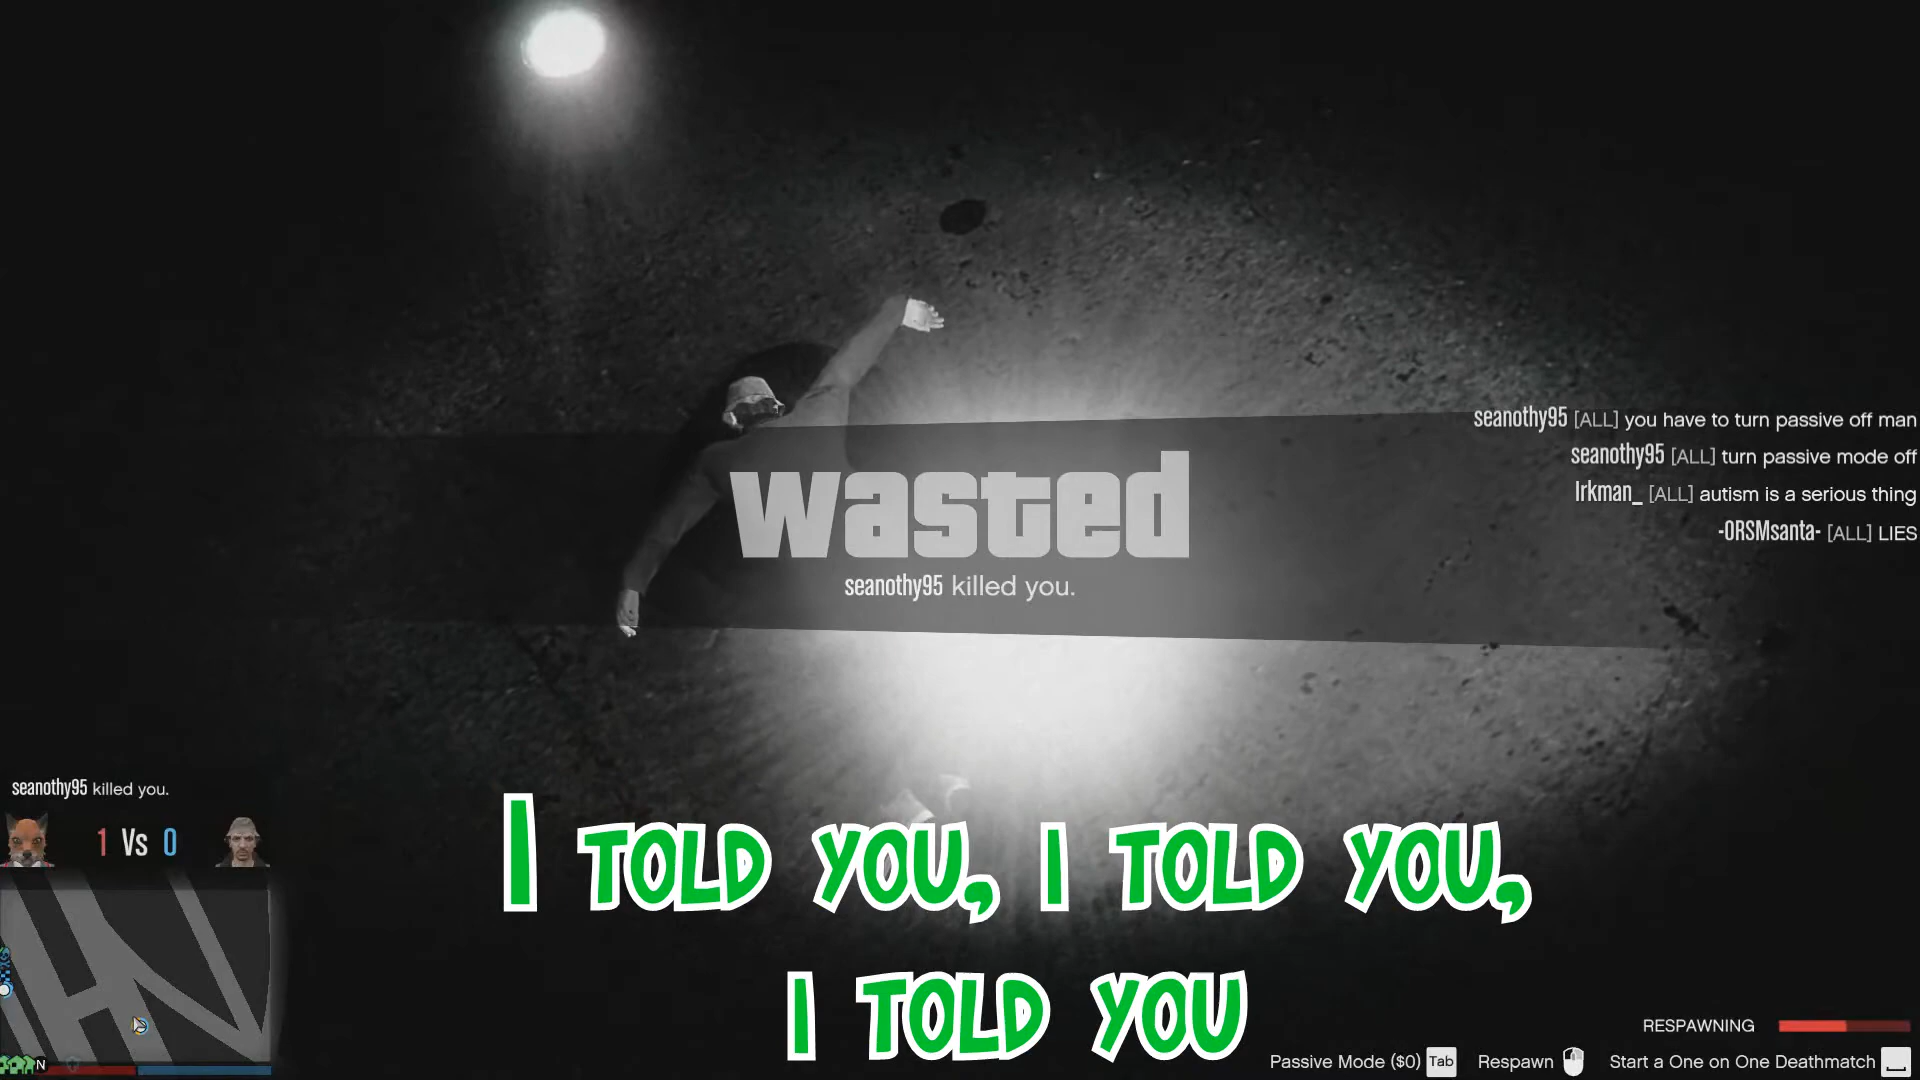 seanothy95 [ALL] you have to turn passive off man
seanothy95 [ALL] turn passive mode off
Irkman_ [ALL] autism is a serious thing
-ORSMsanta- [ALL] LIES
wasted
seanothy95 killed you.
seanothy95 killed you.
1 Vs 0
I TOLD YOU, I TOLD YOU,
I TOLD YOU
N
RESPAWNING
Passive Mode ($0) Tab Respawn Start a One on One Deathmatch